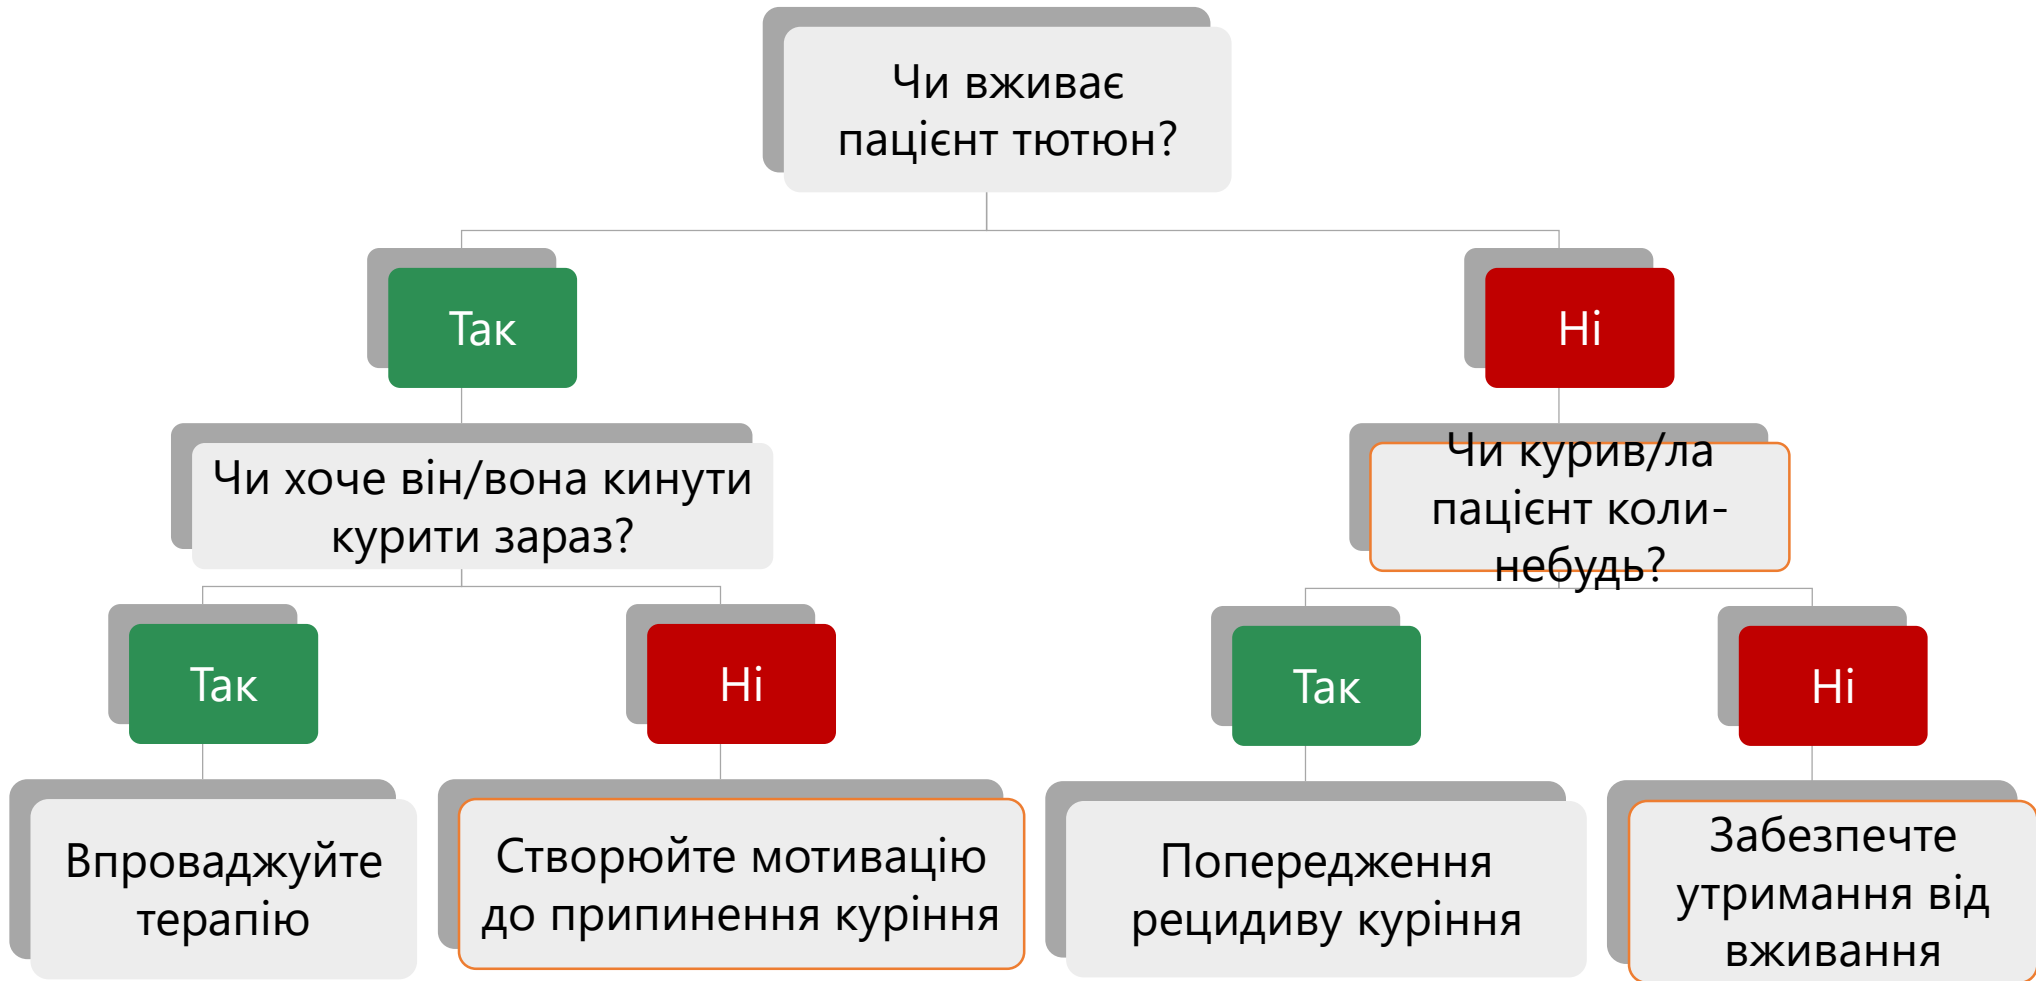 Чи вживає
пацієнт тютюн?
Так
Ні
Чи хоче він/вона кинути
курити зараз?
Чи курив/ла
пацієнт коли-
небудь?
Так
Ні
Так
Ні
Впроваджуйте
терапію
Створюйте мотивацію
до припинення куріння
Попередження
рецидиву куріння
Забезпечте
утримання від
вживання